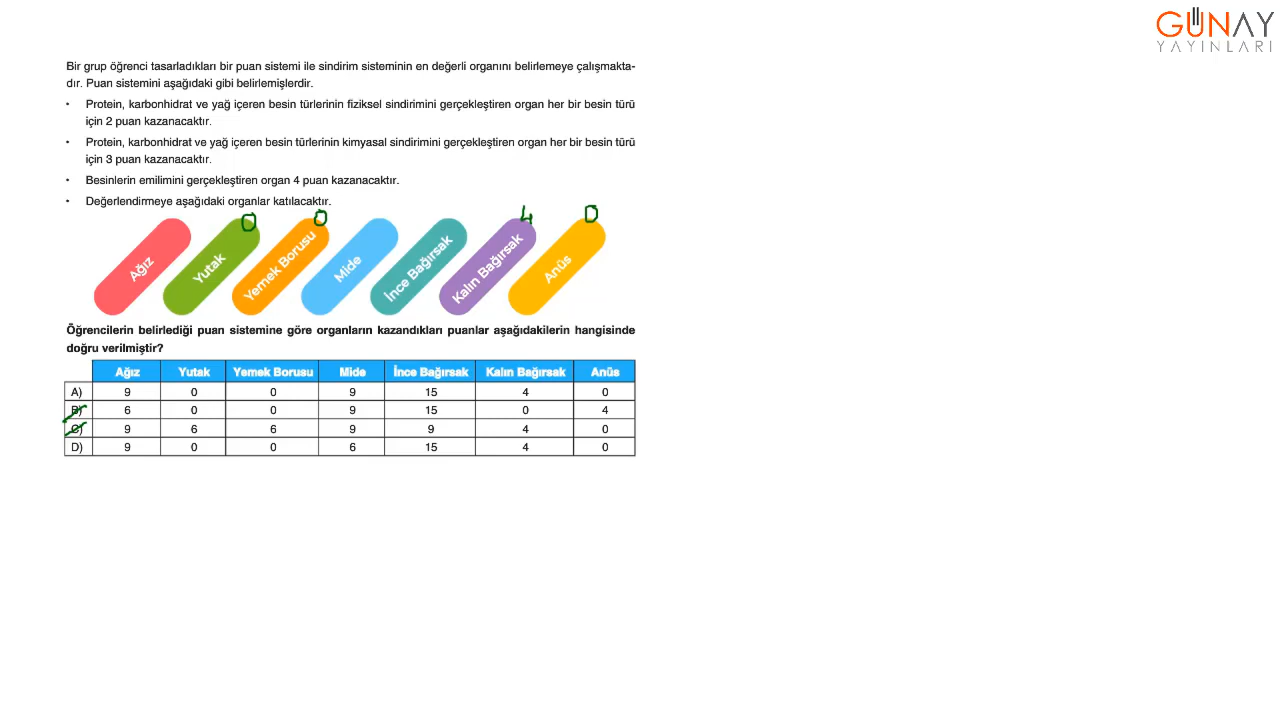 GÜNAY
YAYINLARI
Bir grup öğrenci tasarladıkları bir puan sistemi ile sindirim sisteminin en değerli organını belirlemeye çalışmakta-
dır. Puan sistemini aşağıdaki gibi belirlemişlerdir.
• Protein, karbonhidrat ve yağ içeren besin türlerinin fiziksel sindirimini gerçekleştiren organ her bir besin türü
için 2 puan kazanacaktır.
• Protein, karbonhidrat ve yağ içeren besin türlerinin kimyasal sindirimini gerçekleştiren organ her bir besin türü
için 3 puan kazanacaktır.
• Besinlerin emilimini gerçekleştiren organ 4 puan kazanacaktır.
• Değerlendirmeye aşağıdaki organlar katılacaktır.
0 0 4 0
Ağız Yutak Yemek Borusu Mide İnce Bağırsak Kalın Bağırsak Anüs
Öğrencilerin belirlediği puan sistemine göre organların kazandıkları puanlar aşağıdakilerin hangisinde
doğru verilmiştir?
Ağız Yutak Yemek Borusu Mide İnce Bağırsak Kalın Bağırsak Anüs
A) 9 0 0 9 15 4 0
B) 6 0 0 9 15 0 4
C) 9 6 6 9 9 4 0
D) 9 0 0 6 15 4 0